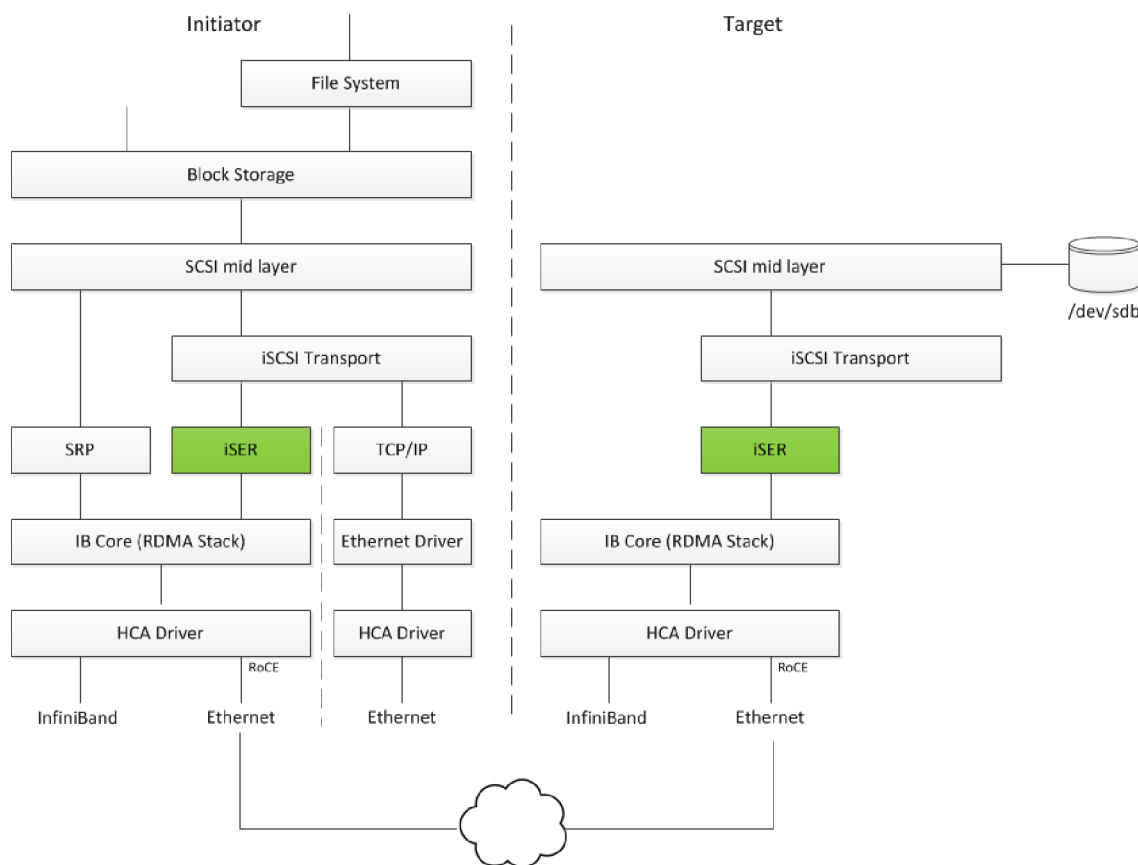 Initiator
Target
File System
Block Storage
SCSI mid layer
SCSI mid layer
/dev/sdb
iSCSI Transport
iSCSI Transport
SRP
iSER
TCP/IP
iSER
IB Core (RDMA Stack)
Ethernet Driver
IB Core (RDMA Stack)
HCA Driver
HCA Driver
HCA Driver
RoCE
RoCE
InfiniBand
Ethernet
Ethernet
InfiniBand
Ethernet